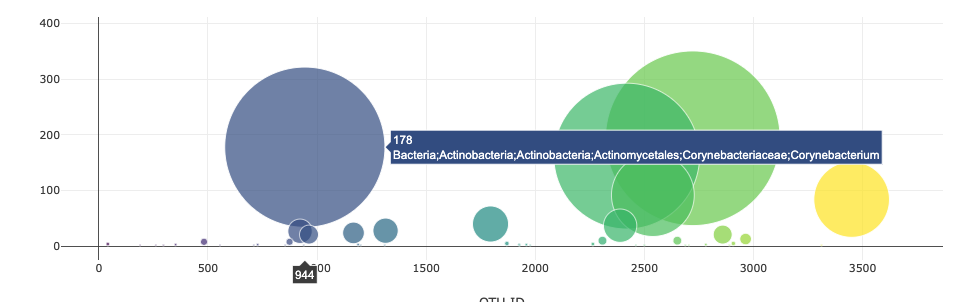 400
300
200
100
0
178
Bacteria;Actinobacteria;Actinobacteria;Actinomycetales;Corynebacteriaceae;Corynebacterium
0 500 1500 2000 2500 3000 3500
944
OTU ID